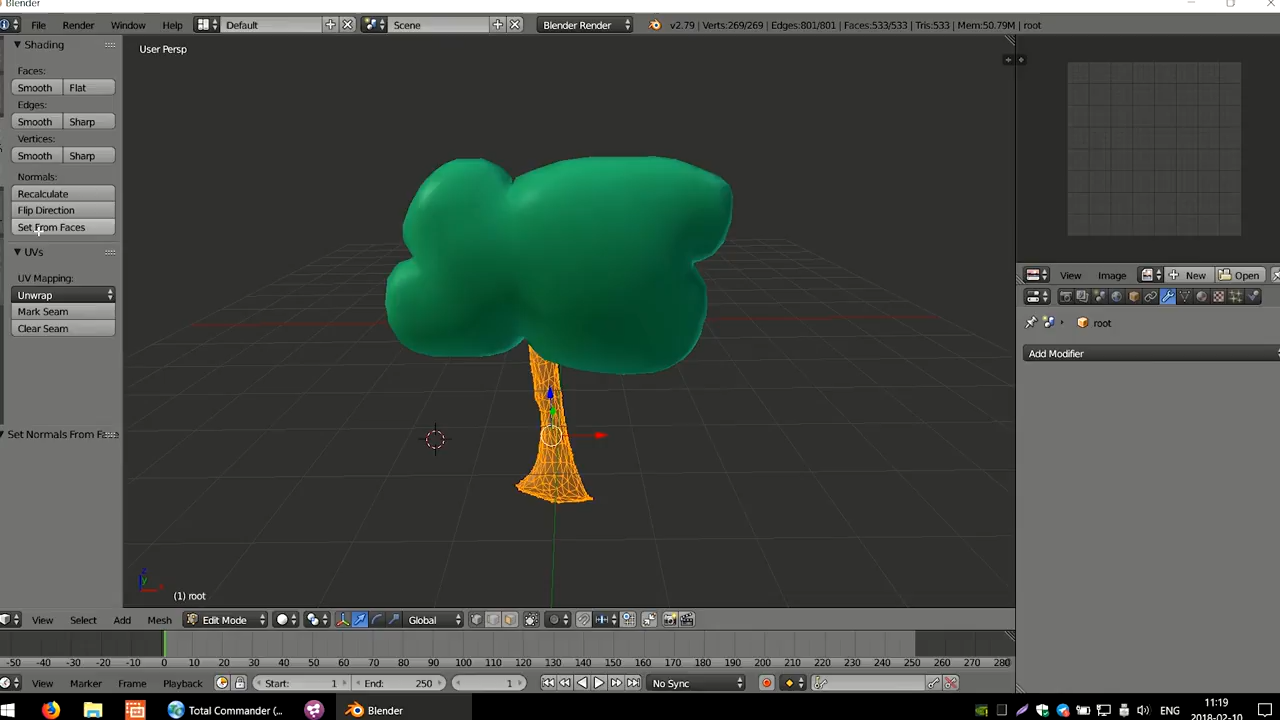 Blender
File Render Window Help Default Scene Blender Render v2.79 | Verts:269/269 | Edges:801/801 | Faces:533/533 | Tris:533 | Mem:50.79M | root
Shading
User Persp
Faces:
Smooth Flat
Edges:
Smooth Sharp
Vertices:
Smooth Sharp
Normals:
Recalculate
Flip Direction
Set From Faces
UVs
UV Mapping:
Unwrap
Mark Seam
Clear Seam
View Image New Open
root
Add Modifier
Set Normals From Fa
z
y
x
(1) root
View Select Add Mesh Edit Mode Global
-50 -40 -30 -20 -10 0 10 20 30 40 50 60 70 80 90 100 110 120 130 140 150 160 170 180 190 200 210 220 230 240 250 260 270 280
View Marker Frame Playback Start: 1 End: 250 1 No Sync
Total Commander (... Blender ENG 11:19
2018-02-10